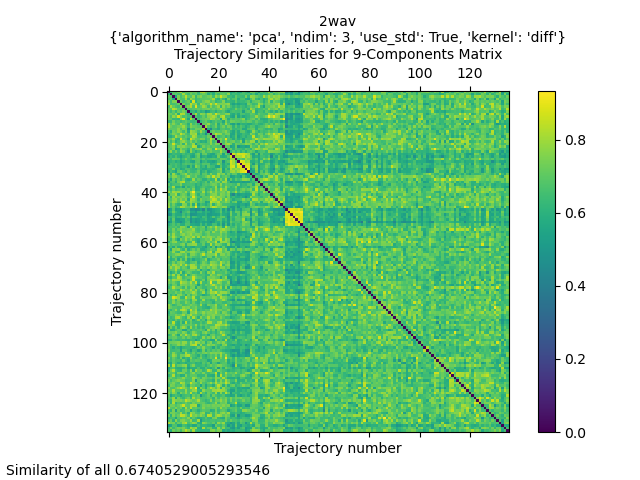 2wav
{'algorithm_name': 'pca', 'ndim': 3, 'use_std': True, 'kernel': 'diff'}
Trajectory Similarities for 9-Components Matrix
0 20 40 60 80 100 120
0
20
40
60
80
100
120
Trajectory number
0.8
0.6
0.4
0.2
0.0
Trajectory number
Similarity of all 0.6740529005293546